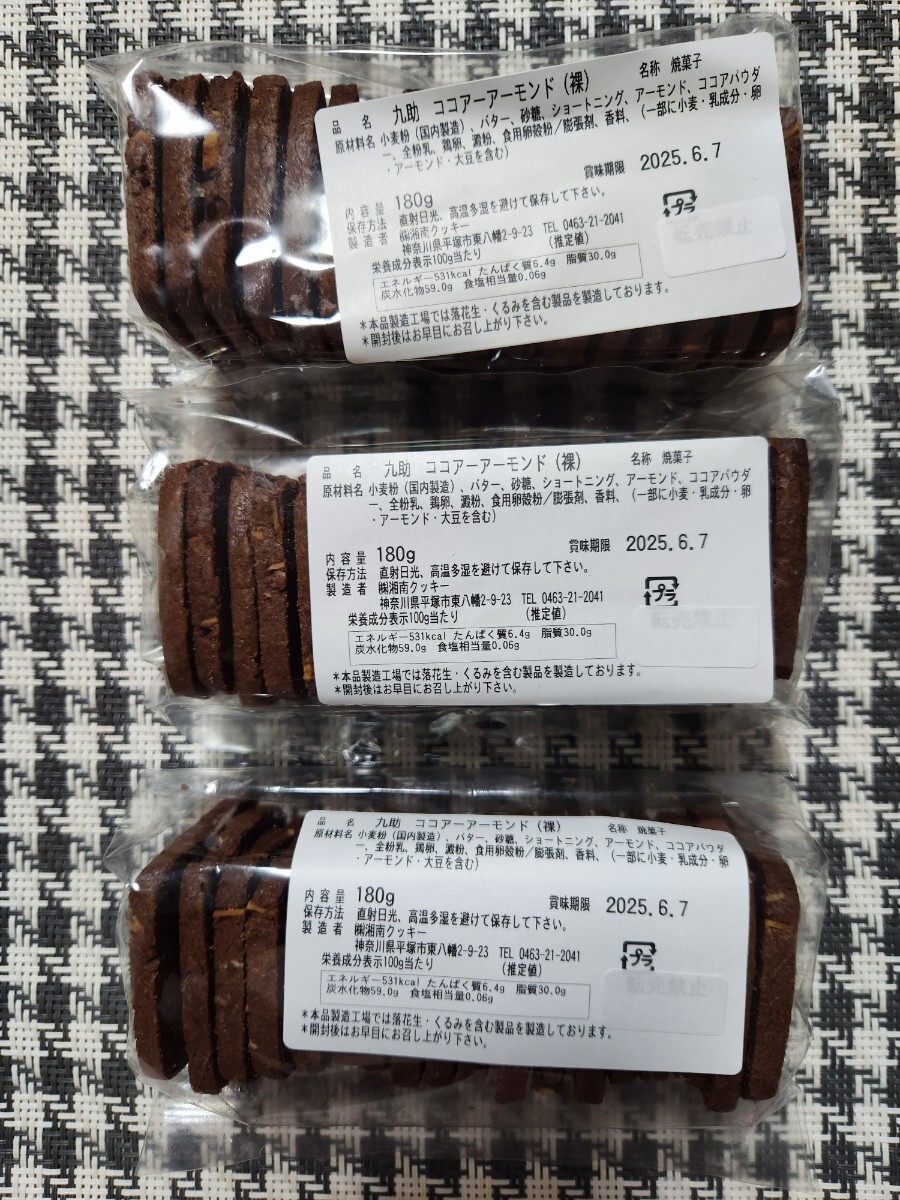 品 名 九助 ココアーアーモンド（裸） 名称 焼菓子
原材料名 小麦粉（国内製造）、バター、砂糖、ショートニング、アーモンド、ココアパウダ
ー、全粉乳、鶏卵、澱粉、食用卵殻粉／膨張剤、香料、（一部に小麦・乳成分・卵
・アーモンド・大豆を含む）
内容量 180g 賞味期限 2025.6.7
保存方法 直射日光、高温多湿を避けて保存して下さい。
製造者 ㈱湘南クッキー
神奈川県平塚市東八幡2-9-23 TEL 0463-21-2041
栄養成分表示100g当たり （推定値）
プラ
転売禁止
エネルギー531kcal たんぱく質6.4g 脂質30.0g
炭水化物59.0g 食塩相当量0.06g
＊本品製造工場では落花生・くるみを含む製品を製造しております。
＊開封後はお早目にお召し上がり下さい。
品 名 九助 ココアーアーモンド（裸） 名称 焼菓子
原材料名 小麦粉（国内製造）、バター、砂糖、ショートニング、アーモンド、ココアパウダ
ー、全粉乳、鶏卵、澱粉、食用卵殻粉／膨張剤、香料、（一部に小麦・乳成分・卵
・アーモンド・大豆を含む）
内容量 180g 賞味期限 2025.6.7
保存方法 直射日光、高温多湿を避けて保存して下さい。
製造者 ㈱湘南クッキー
神奈川県平塚市東八幡2-9-23 TEL 0463-21-2041
栄養成分表示100g当たり （推定値）
プラ
転売禁止
エネルギー531kcal たんぱく質6.4g 脂質30.0g
炭水化物59.0g 食塩相当量0.06g
＊本品製造工場では落花生・くるみを含む製品を製造しております。
＊開封後はお早目にお召し上がり下さい。
品 名 九助 ココアーアーモンド（裸） 名称 焼菓子
原材料名 小麦粉（国内製造）、バター、砂糖、ショートニング、アーモンド、ココアパウダ
ー、全粉乳、鶏卵、澱粉、食用卵殻粉／膨張剤、香料、（一部に小麦・乳成分・卵
・アーモンド・大豆を含む）
内容量 180g 賞味期限 2025.6.7
保存方法 直射日光、高温多湿を避けて保存して下さい。
製造者 ㈱湘南クッキー
神奈川県平塚市東八幡2-9-23 TEL 0463-21-2041
栄養成分表示100g当たり （推定値）
プラ
転売禁止
エネルギー531kcal たんぱく質6.4g 脂質30.0g
炭水化物59.0g 食塩相当量0.06g
＊本品製造工場では落花生・くるみを含む製品を製造しております。
＊開封後はお早目にお召し上がり下さい。